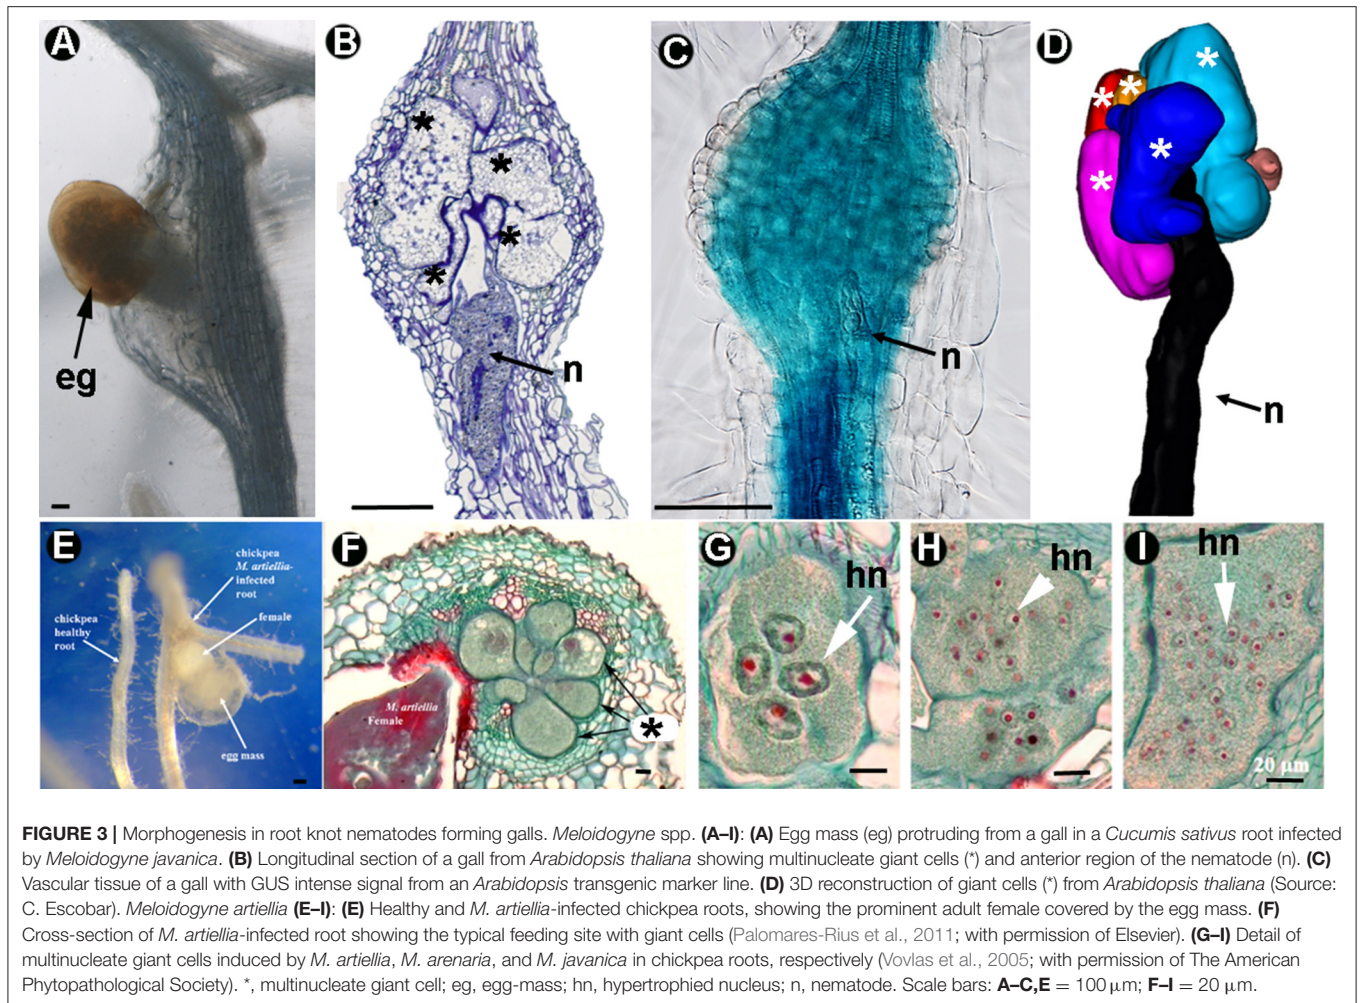 A
B
C
D
*
*
*
*
*
*
*
*
*
eg
n
n
n
E
F
G
H
I
chickpea
M. artiellia-
infected
root
chickpea
healthy
root
female
egg mass
M. artiellia
Female
*
hn
hn
hn
20 µm
FIGURE 3 | Morphogenesis in root knot nematodes forming galls. Meloidogyne spp. (A–I): (A) Egg mass (eg) protruding from a gall in a Cucumis sativus root infected
by Meloidogyne javanica. (B) Longitudinal section of a gall from Arabidopsis thaliana showing multinucleate giant cells (*) and anterior region of the nematode (n). (C)
Vascular tissue of a gall with GUS intense signal from an Arabidopsis transgenic marker line. (D) 3D reconstruction of giant cells (*) from Arabidopsis thaliana (Source:
C. Escobar). Meloidogyne artiellia (E–I): (E) Healthy and M. artiellia-infected chickpea roots, showing the prominent adult female covered by the egg mass. (F)
Cross-section of M. artiellia-infected root showing the typical feeding site with giant cells (Palomares-Rius et al., 2011; with permission of Elsevier). (G–I) Detail of
multinucleate giant cells induced by M. artiellia, M. arenaria, and M. javanica in chickpea roots, respectively (Vovlas et al., 2005; with permission of The American
Phytopathological Society). *, multinucleate giant cell; eg, egg-mass; hn, hypertrophied nucleus; n, nematode. Scale bars: A–C,E = 100 µm; F–I = 20 µm.